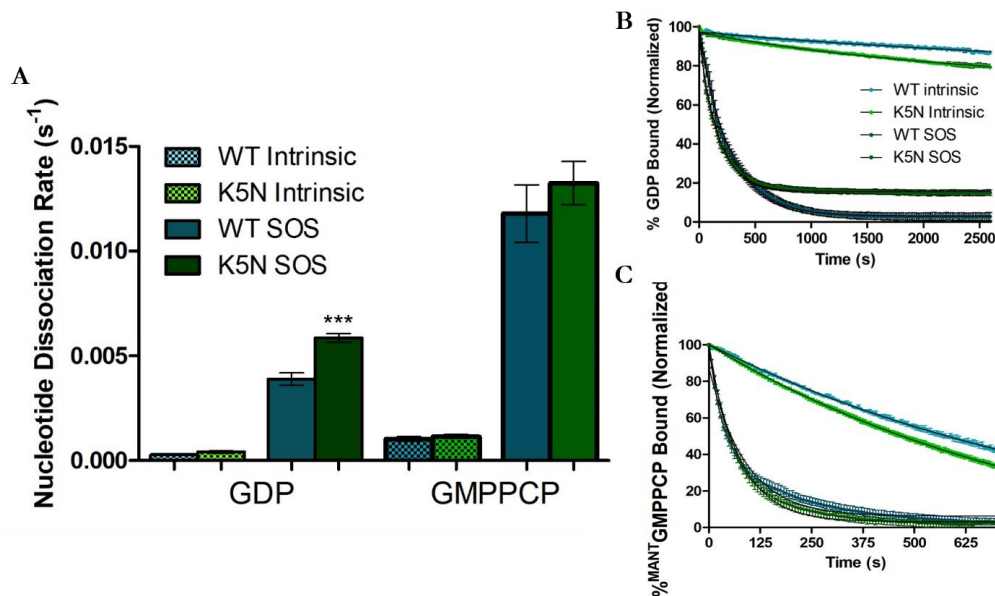 A
Nucleotide Dissociation Rate (s⁻¹)
0.015
0.010
0.005
0.000
WT Intrinsic
K5N Intrinsic
WT SOS
K5N SOS
***
GDP
GMPPCP
B
% GDP Bound (Normalized)
100
80
60
40
20
0
WT intrinsic
K5N Intrinsic
WT SOS
K5N SOS
0 500 1000 1500 2000 2500
Time (s)
C
%ᴹᴬᴺᵀGMPPCP Bound (Normalized)
100
80
60
40
20
0
0 125 250 375 500 625
Time (s)